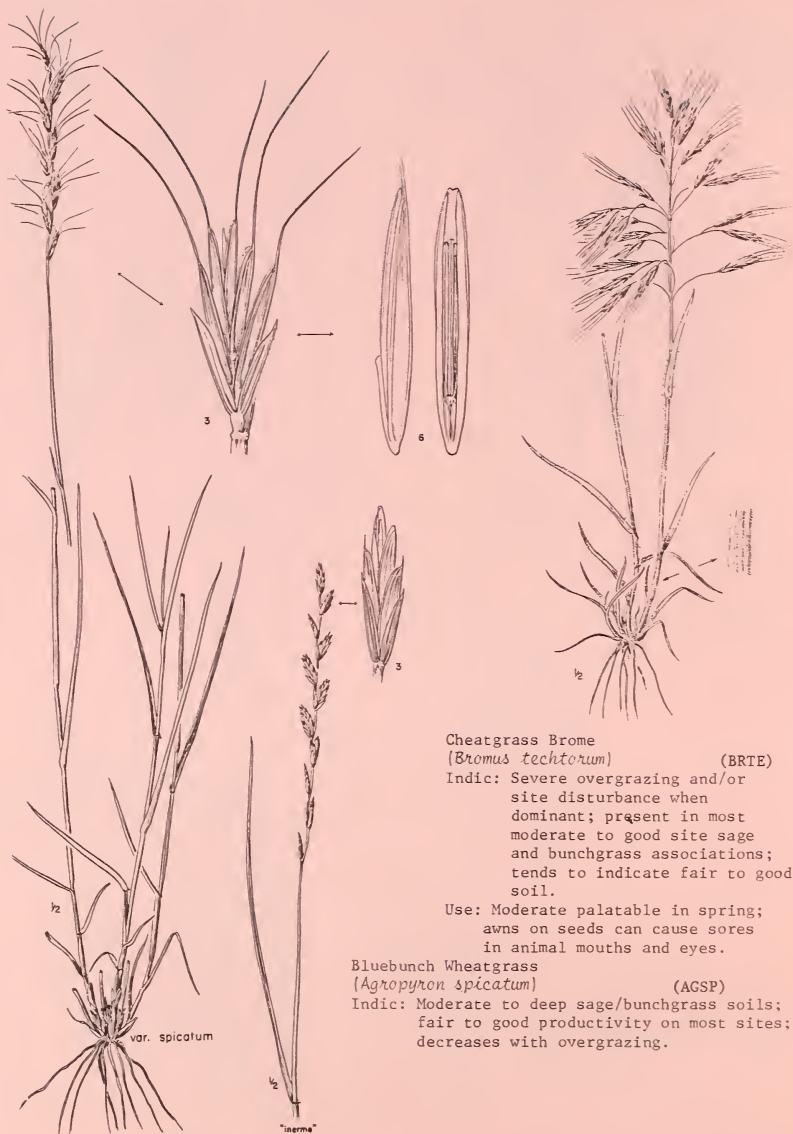 3
6
3
½
Cheatgrass Brome
(Bromus techtorum) (BRTE)
Indic: Severe overgrazing and/or
site disturbance when
dominant; present in most
moderate to good site sage
and bunchgrass associations;
tends to indicate fair to good
soil.
Use: Moderate palatable in spring;
awns on seeds can cause sores
in animal mouths and eyes.
Bluebunch Wheatgrass
(Agropyron spicatum) (AGSP)
Indic: Moderate to deep sage/bunchgrass soils;
fair to good productivity on most sites;
decreases with overgrazing.
½
var. spicatum
½
"inerme"